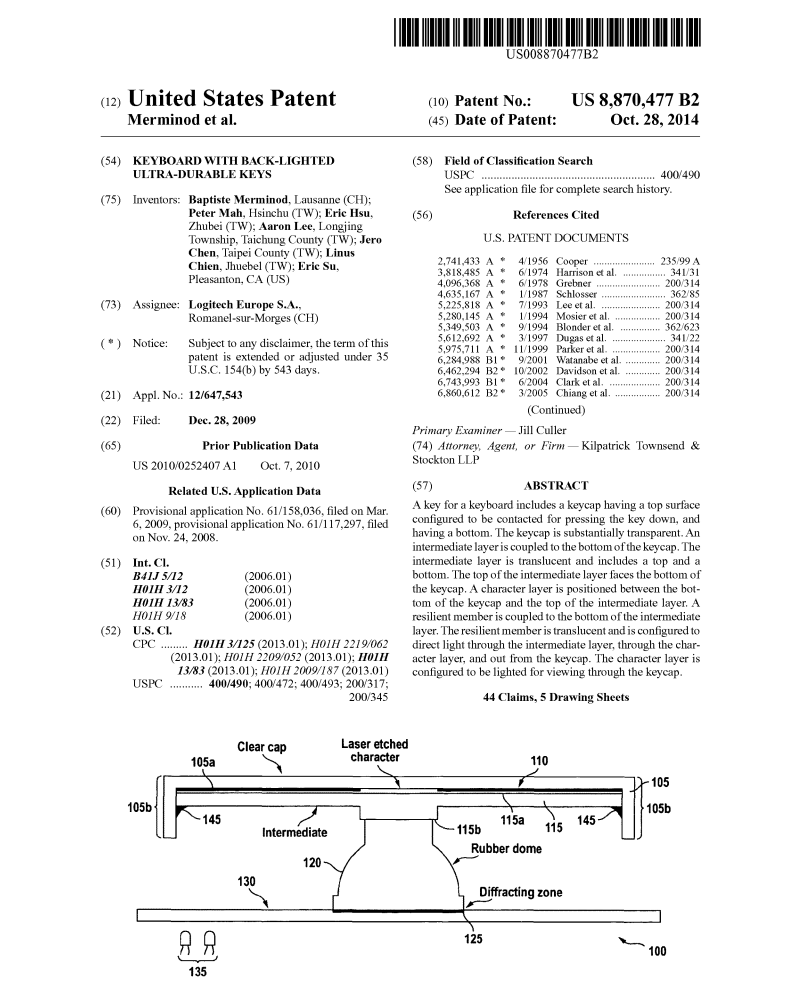 US008870477B2
(12) United States Patent
Merminod et al.
(10) Patent No.: US 8,870,477 B2
(45) Date of Patent: Oct. 28, 2014
(54) KEYBOARD WITH BACK-LIGHTED
ULTRA-DURABLE KEYS
(75) Inventors: Baptiste Merminod, Lausanne (CH);
Peter Mah, Hsinchu (TW); Eric Hsu,
Zhubei (TW); Aaron Lee, Longjing
Township, Taichung County (TW); Jero
Chen, Taipei County (TW); Linus
Chien, Jhuebel (TW); Eric Su,
Pleasanton, CA (US)
(73) Assignee: Logitech Europe S.A.,
Romanel-sur-Morges (CH)
( * ) Notice: Subject to any disclaimer, the term of this
patent is extended or adjusted under 35
U.S.C. 154(b) by 543 days.
(21) Appl. No.: 12/647,543
(22) Filed: Dec. 28, 2009
(65) Prior Publication Data
US 2010/0252407 A1 Oct. 7, 2010
Related U.S. Application Data
(60) Provisional application No. 61/158,036, filed on Mar.
6, 2009, provisional application No. 61/117,297, filed
on Nov. 24, 2008.
(51) Int. Cl.
B41J 5/12 (2006.01)
H01H 3/12 (2006.01)
H01H 13/83 (2006.01)
H01H 9/18 (2006.01)
(52) U.S. Cl.
CPC ......... H01H 3/125 (2013.01); H01H 2219/062
(2013.01); H01H 2209/052 (2013.01); H01H
13/83 (2013.01); H01H 2009/187 (2013.01)
USPC ........... 400/490; 400/472; 400/493; 200/317;
200/345
(58) Field of Classification Search
USPC ........................................................ 400/490
See application file for complete search history.
(56) References Cited
U.S. PATENT DOCUMENTS
2,741,433 A * 4/1956 Cooper ...................... 235/99 A
3,818,485 A * 6/1974 Harrison et al. ............... 341/31
4,096,368 A * 6/1978 Grebner ........................ 200/314
4,635,167 A * 1/1987 Schlosser ....................... 362/85
5,225,818 A * 7/1993 Lee et al. ....................... 200/314
5,280,145 A * 1/1994 Mosier et al. .................. 200/314
5,349,503 A * 9/1994 Blonder et al. ................ 362/623
5,612,692 A * 3/1997 Dugas et al. .................... 341/22
5,975,711 A * 11/1999 Parker et al. ................... 200/314
6,284,988 B1 * 9/2001 Watanabe et al. .............. 200/314
6,462,294 B2 * 10/2002 Davidson et al. .............. 200/314
6,743,993 B1 * 6/2004 Clark et al. ..................... 200/314
6,860,612 B2 * 3/2005 Chiang et al. .................. 200/314
(Continued)
Primary Examiner — Jill Culler
(74) Attorney, Agent, or Firm — Kilpatrick Townsend &
Stockton LLP
(57) ABSTRACT
A key for a keyboard includes a keycap having a top surface
configured to be contacted for pressing the key down, and
having a bottom. The keycap is substantially transparent. An
intermediate layer is coupled to the bottom of the keycap. The
intermediate layer is translucent and includes a top and a
bottom. The top of the intermediate layer faces the bottom of
the keycap. A character layer is positioned between the bot-
tom of the keycap and the top of the intermediate layer. A
resilient member is coupled to the bottom of the intermediate
layer. The resilient member is translucent and is configured to
direct light through the intermediate layer, through the char-
acter layer, and out from the keycap. The character layer is
configured to be lighted for viewing through the keycap.
44 Claims, 5 Drawing Sheets
Clear cap
Laser etched
character
105a
110
105
105b
105b
145
Intermediate
115b
115a
115
145
120
Rubber dome
130
Diffracting zone
125
100
135